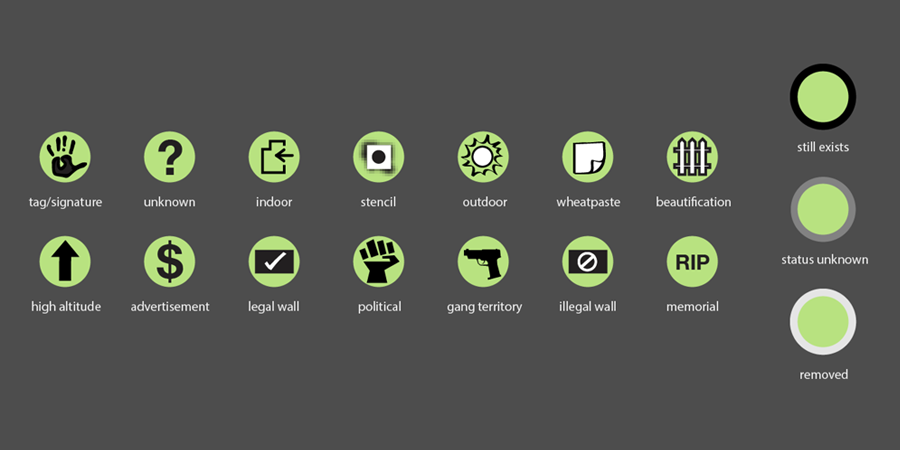 tag/signature
unknown
indoor
stencil
outdoor
wheatpaste
beautification
$
RIP
high altitude
advertisement
legal wall
political
gang territory
illegal wall
memorial
still exists
status unknown
removed